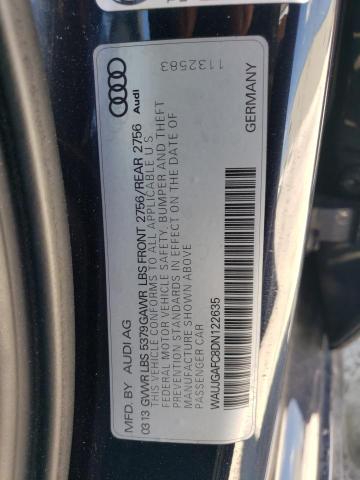 Audi
1132583
MFD. BY AUDI AG
03 13 GVWR LBS 5379GAWR LBS FRONT 2756/REAR 2756
THIS VEHICLE CONFORMS TO ALL APPLICABLE U.S.
FEDERAL MOTOR VEHICLE SAFETY, BUMPER AND THEFT
PREVENTION STANDARDS IN EFFECT ON THE DATE OF
MANUFACTURE SHOWN ABOVE
PASSENGER CAR
WAUJGAFC8DN122635
GERMANY